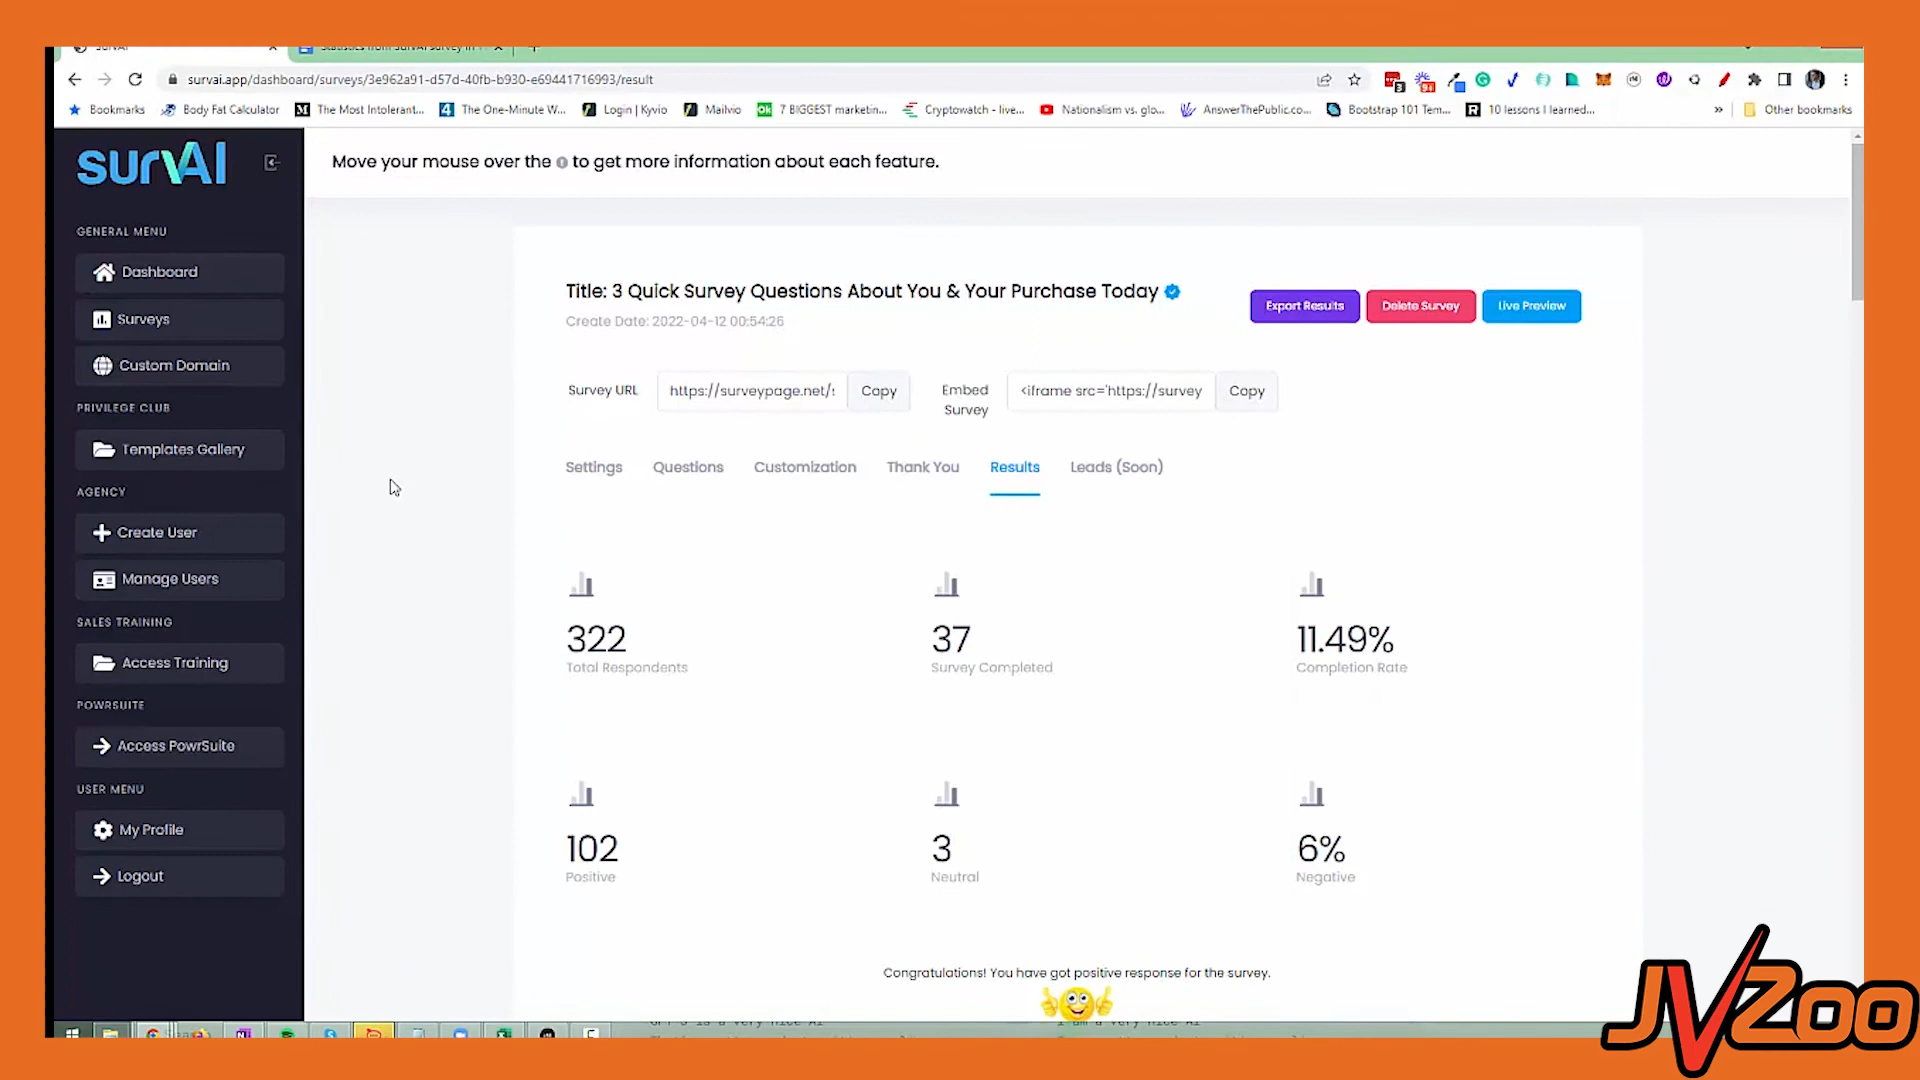 survai.app/dashboard/surveys/3e962a91-d57d-40fb-b930-e69441716993/result
Bookmarks
Body Fat Calculator
The Most Intolerant...
The One-Minute W...
Login | Kyvio
Mailvio
7 BIGGEST marketin...
Cryptowatch - live...
Nationalism vs. glo...
AnswerThePublic.co...
Bootstrap 101 Tem...
10 lessons I learned...
»
Other bookmarks
survAI
Move your mouse over the to get more information about each feature.
GENERAL MENU
Dashboard
Surveys
Custom Domain
PRIVILEGE CLUB
Templates Gallery
AGENCY
Create User
Manage Users
SALES TRAINING
Access Training
POWRSUITE
Access PowrSuite
USER MENU
My Profile
Logout
Title: 3 Quick Survey Questions About You & Your Purchase Today
Create Date: 2022-04-12 00:54:26
Export Results
Delete Survey
Live Preview
Survey URL
https://surveypage.net/s
Copy
Embed
Survey
<iframe src='https://survey
Copy
Settings
Questions
Customization
Thank You
Results
Leads (Soon)
322
Total Respondents
37
Survey Completed
11.49%
Completion Rate
102
Positive
3
Neutral
6%
Negative
Congratulations! You have got positive response for the survey.
JVZoo